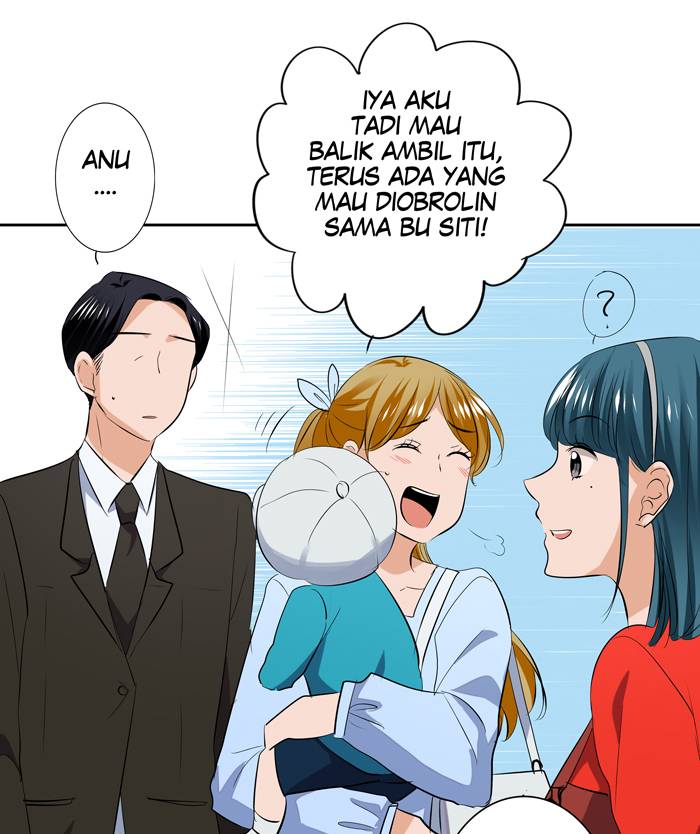 ANU
....
IYA AKU
TADI MAU
BALIK AMBIL ITU,
TERUS ADA YANG
MAU DIOBROLIN
SAMA BU SITI!
?